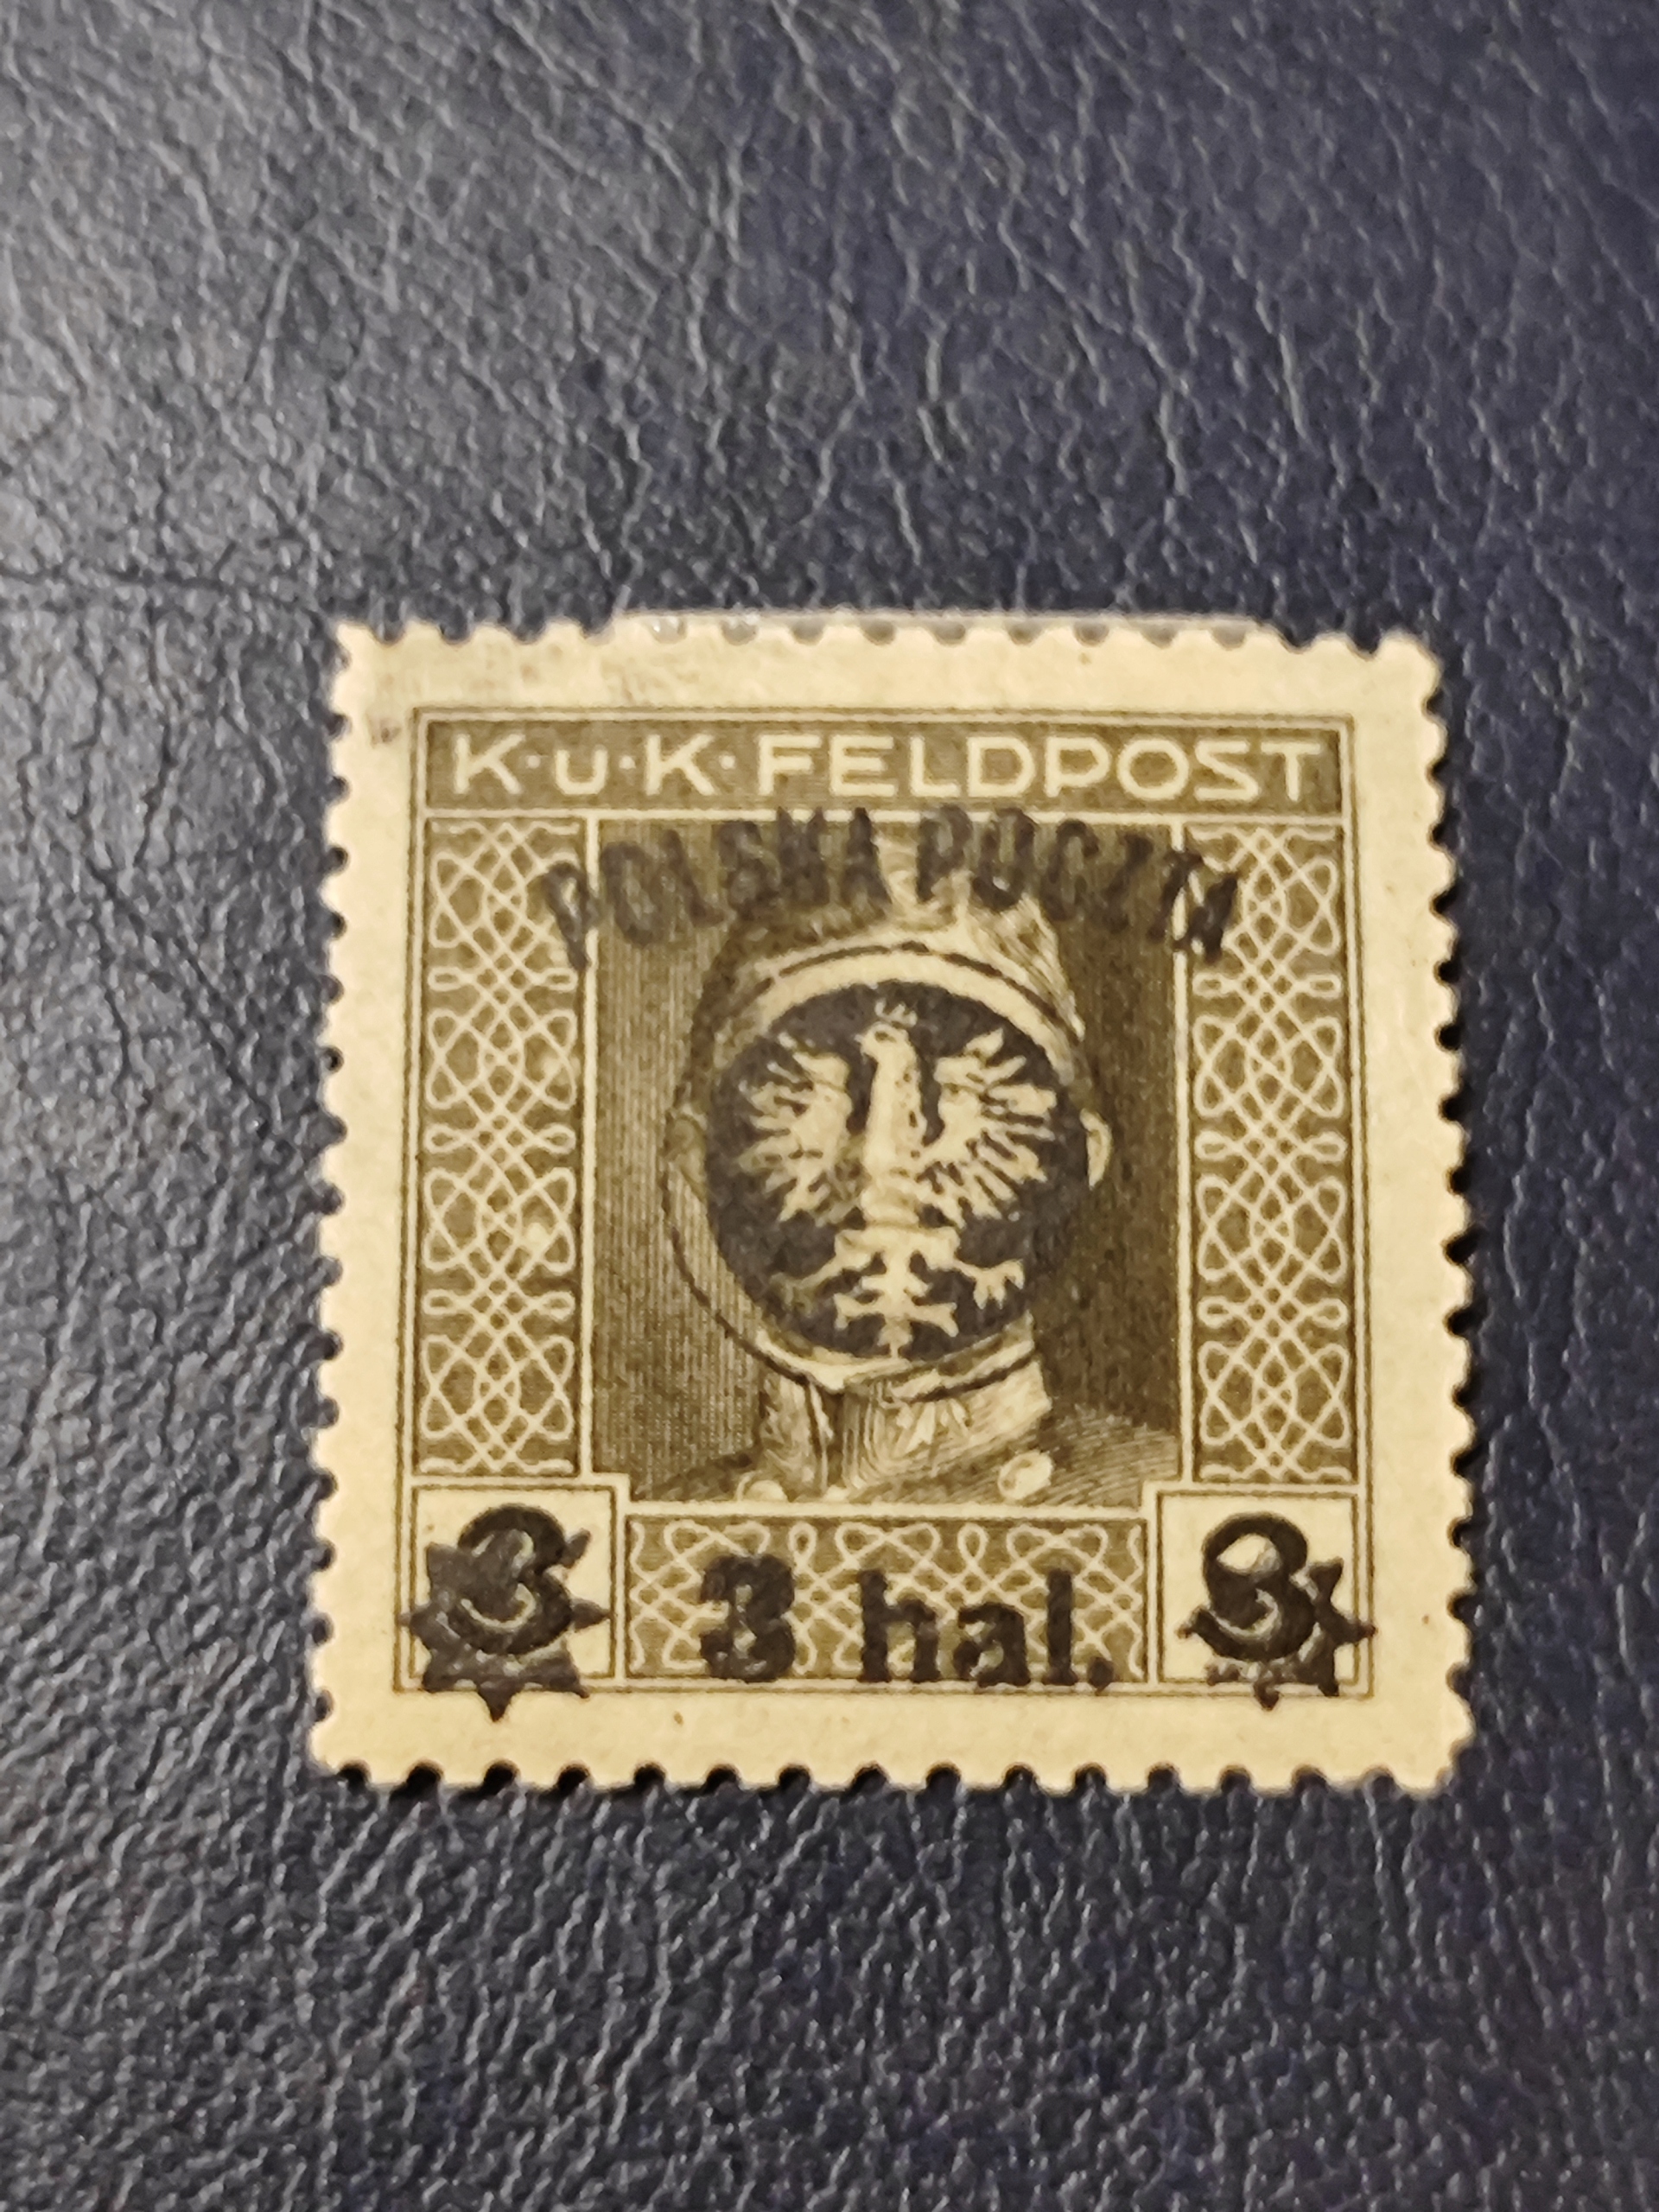 K·u·K·FELDPOST
POLSKA POCZTA
3 3 hal. 3